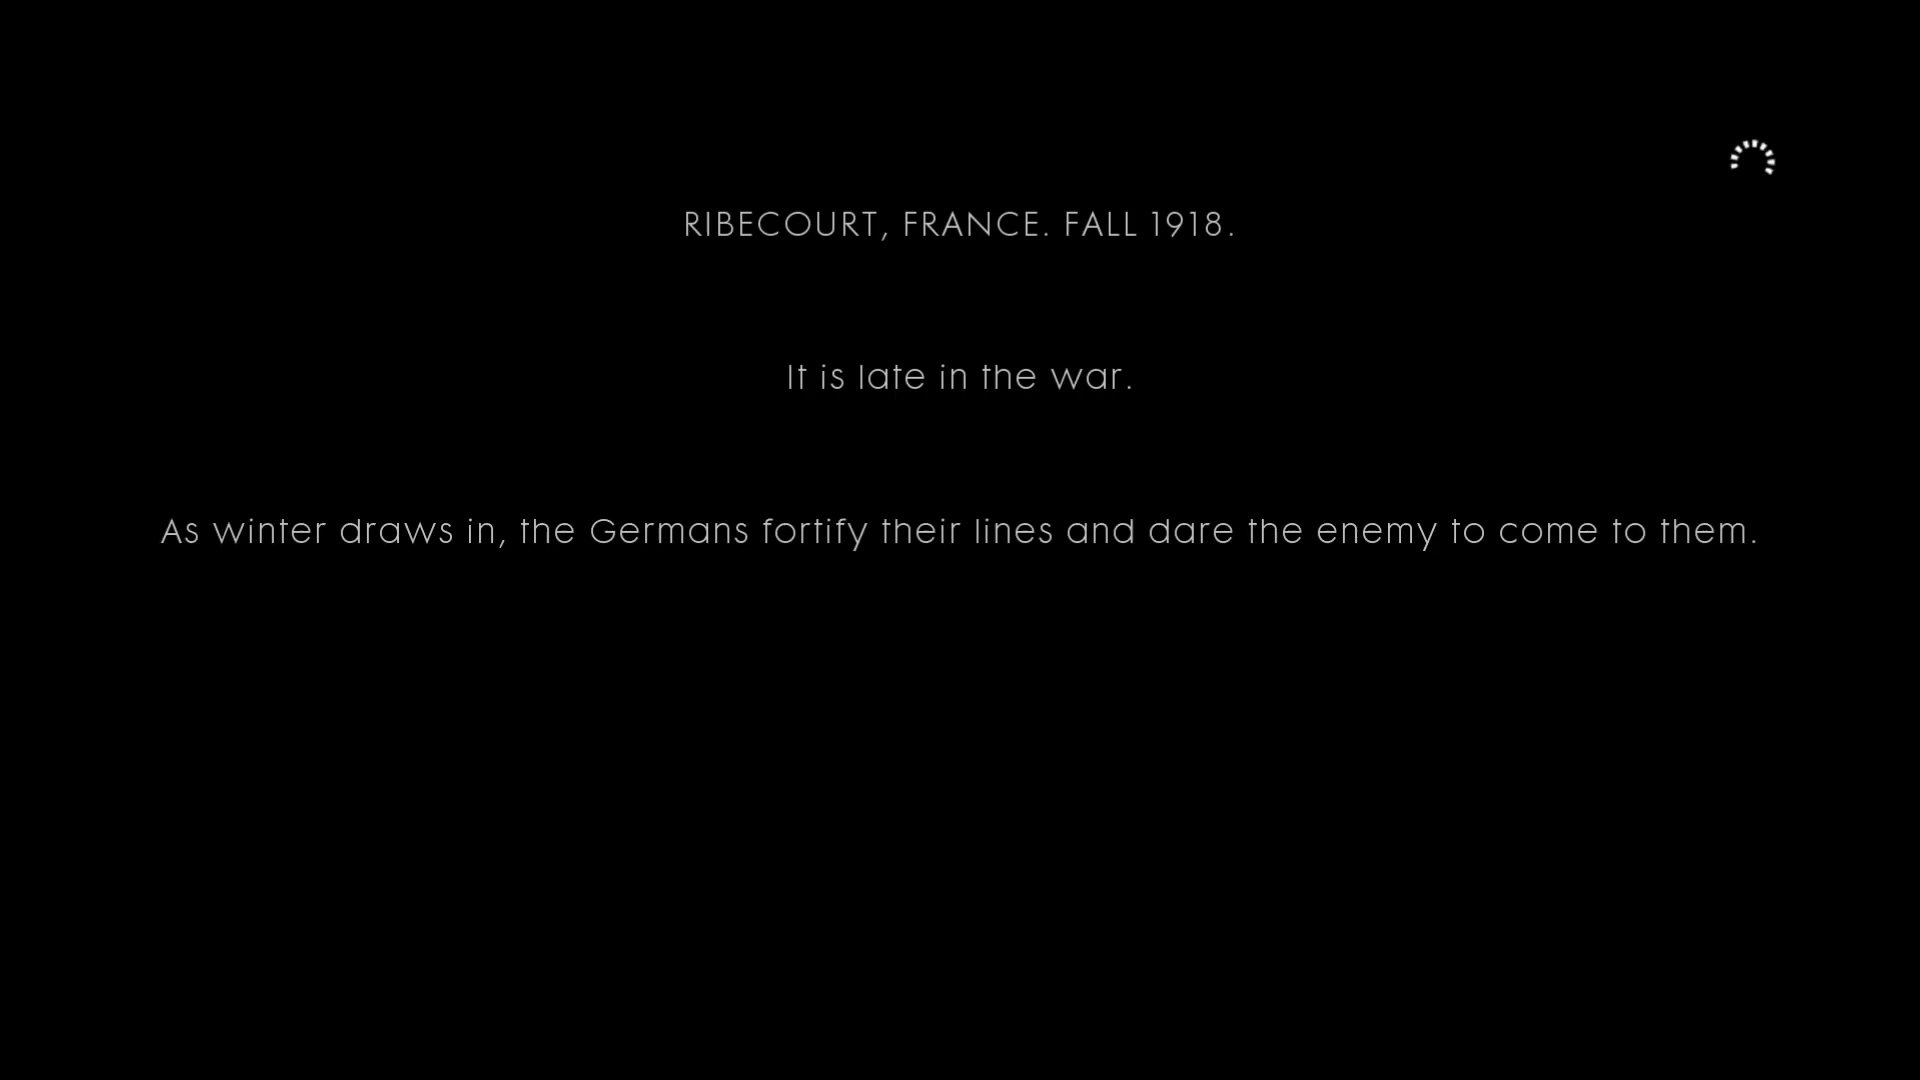 RIBECOURT, FRANCE. FALL 1918.
It is late in the war.
As winter draws in, the Germans fortify their lines and dare the enemy to come to them.